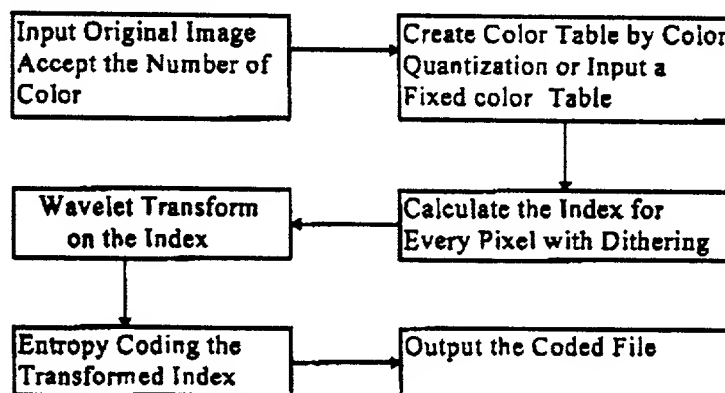 Input Original Image
Accept the Number of
Color
Create Color Table by Color
Quantization or Input a
Fixed color Table
Calculate the Index for
Every Pixel with Dithering
Wavelet Transform
on the Index
Entropy Coding the
Transformed Index
Output the Coded File